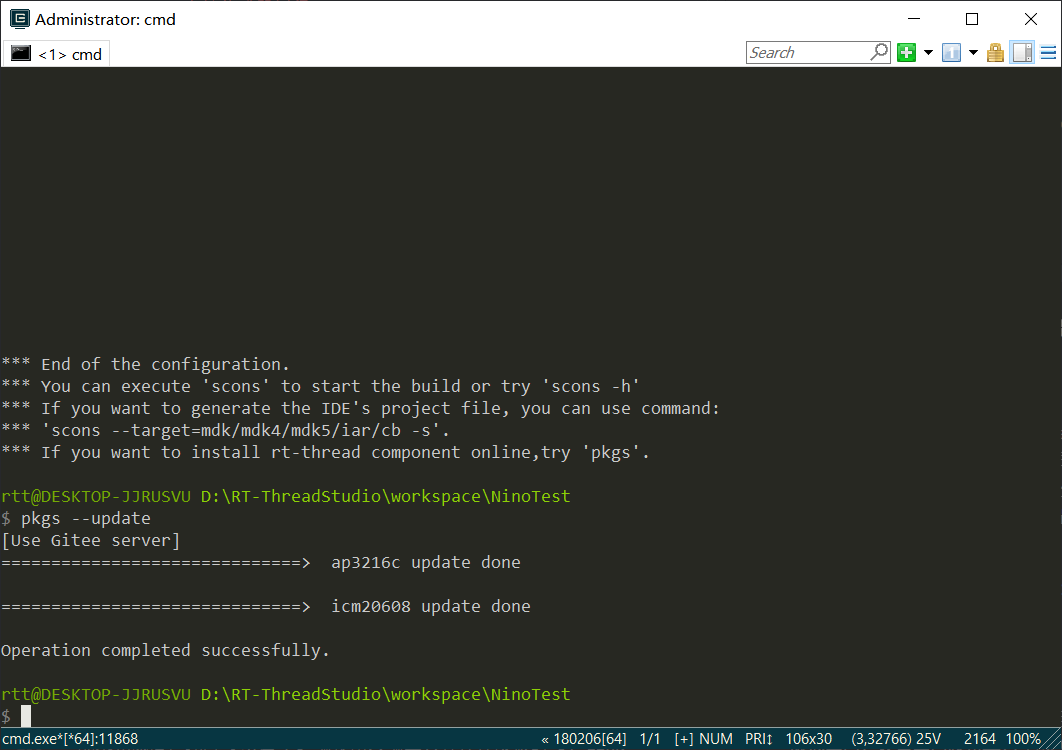 Administrator: cmd
<1> cmd
Search
*** End of the configuration.
*** You can execute 'scons' to start the build or try 'scons -h'
*** If you want to generate the IDE's project file, you can use command:
*** 'scons --target=mdk/mdk4/mdk5/iar/cb -s'.
*** If you want to install rt-thread component online,try 'pkgs'.
rtt@DESKTOP-JJRUSVU D:\RT-ThreadStudio\workspace\NinoTest
$ pkgs --update
[Use Gitee server]
==============================> ap3216c update done
==============================> icm20608 update done
Operation completed successfully.
rtt@DESKTOP-JJRUSVU D:\RT-ThreadStudio\workspace\NinoTest
$
cmd.exe*[*64]:11868 « 180206[64] 1/1 [+] NUM PRI↕ 106x30 (3,32766) 25V 2164 100%